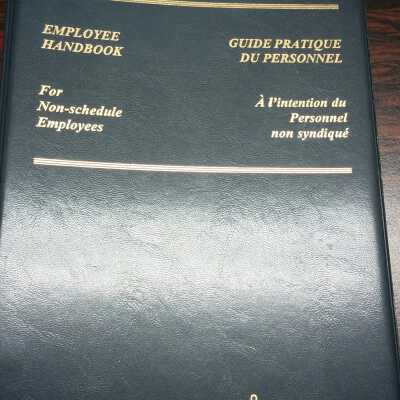 EMPLOYEE
HANDBOOK
For
Non-schedule
Employees
GUIDE PRATIQUE
DU PERSONNEL
À l'intention du
Personnel
non syndiqué